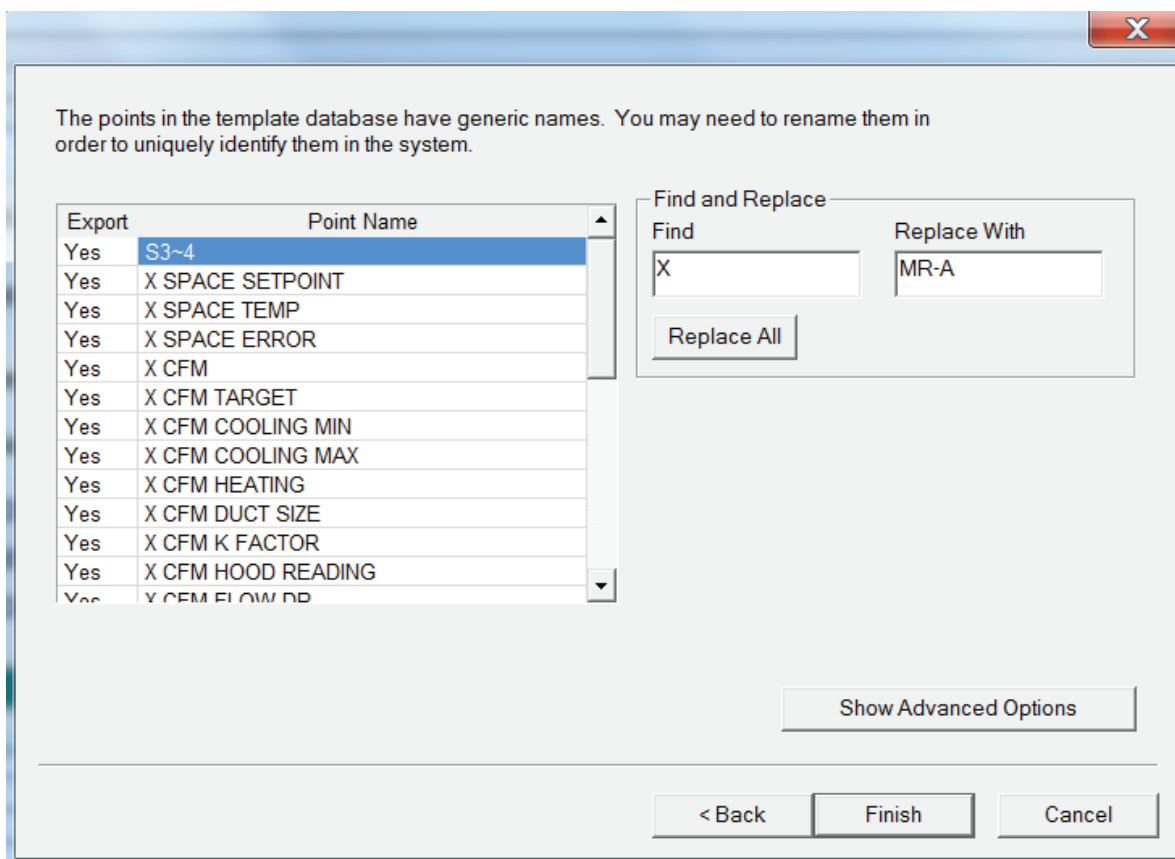 X
The points in the template database have generic names. You may need to rename them in
order to uniquely identify them in the system.
Export Point Name
Yes S3~4
Yes X SPACE SETPOINT
Yes X SPACE TEMP
Yes X SPACE ERROR
Yes X CFM
Yes X CFM TARGET
Yes X CFM COOLING MIN
Yes X CFM COOLING MAX
Yes X CFM HEATING
Yes X CFM DUCT SIZE
Yes X CFM K FACTOR
Yes X CFM HOOD READING
Yes X CFM FLOW DP
Find and Replace
Find Replace With
X MR-A
Replace All
Show Advanced Options
< Back Finish Cancel